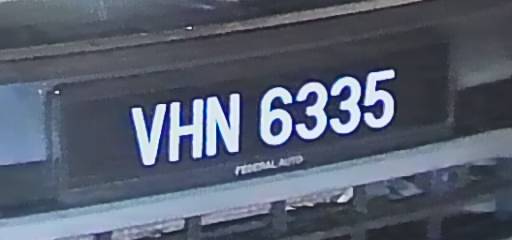 VHN 6335
FEDERAL AUTO